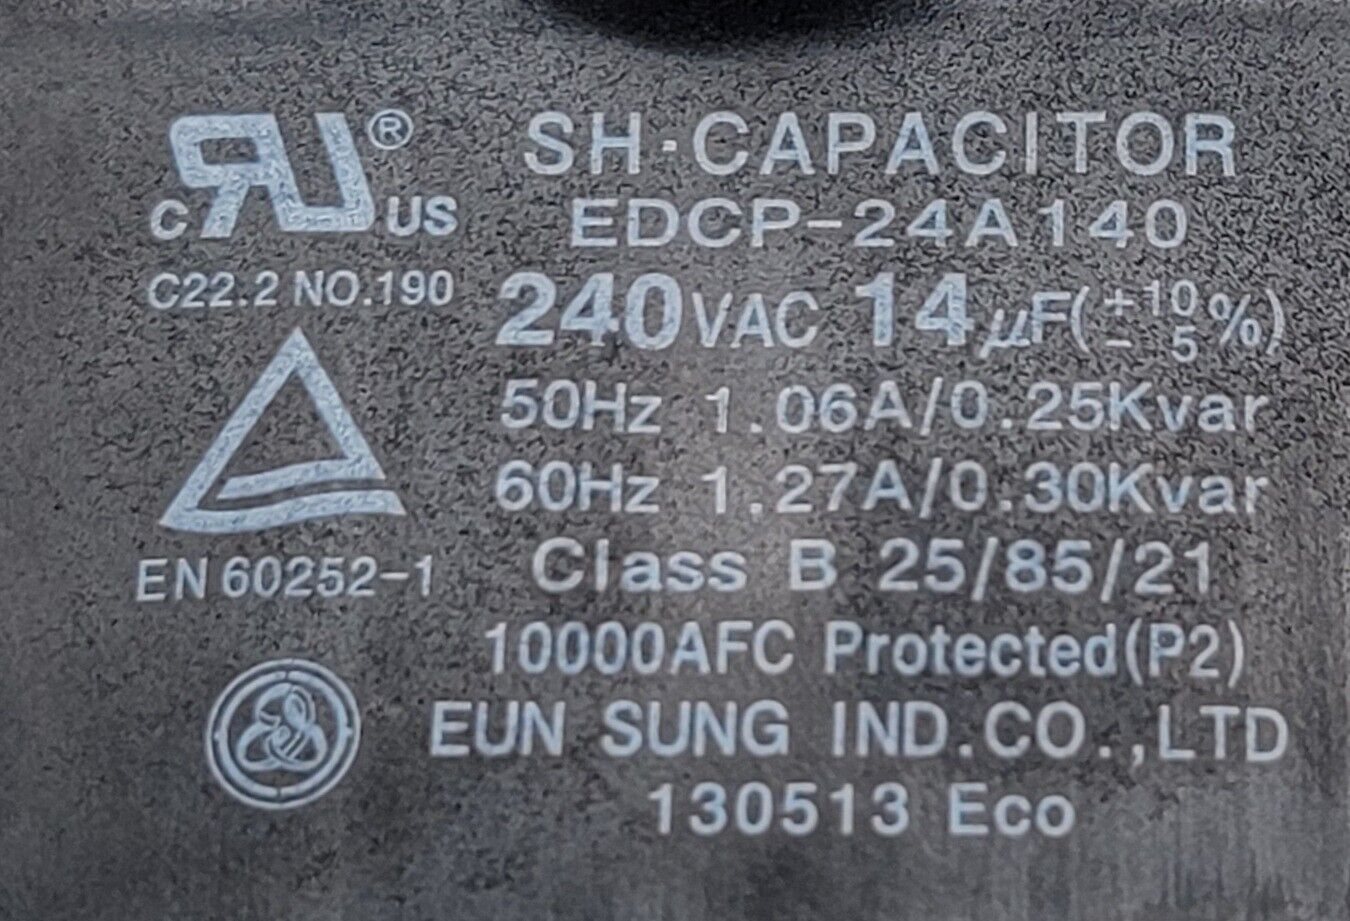 SH·CAPACITOR
EDCP-24A140
240VAC 14μF(+10/-5%)
50Hz 1.06A/0.25Kvar
60Hz 1.27A/0.30Kvar
Class B 25/85/21
10000AFC Protected(P2)
EUN SUNG IND.CO.,LTD
130513 Eco
C RU® US
C22.2 NO.190
EN 60252-1